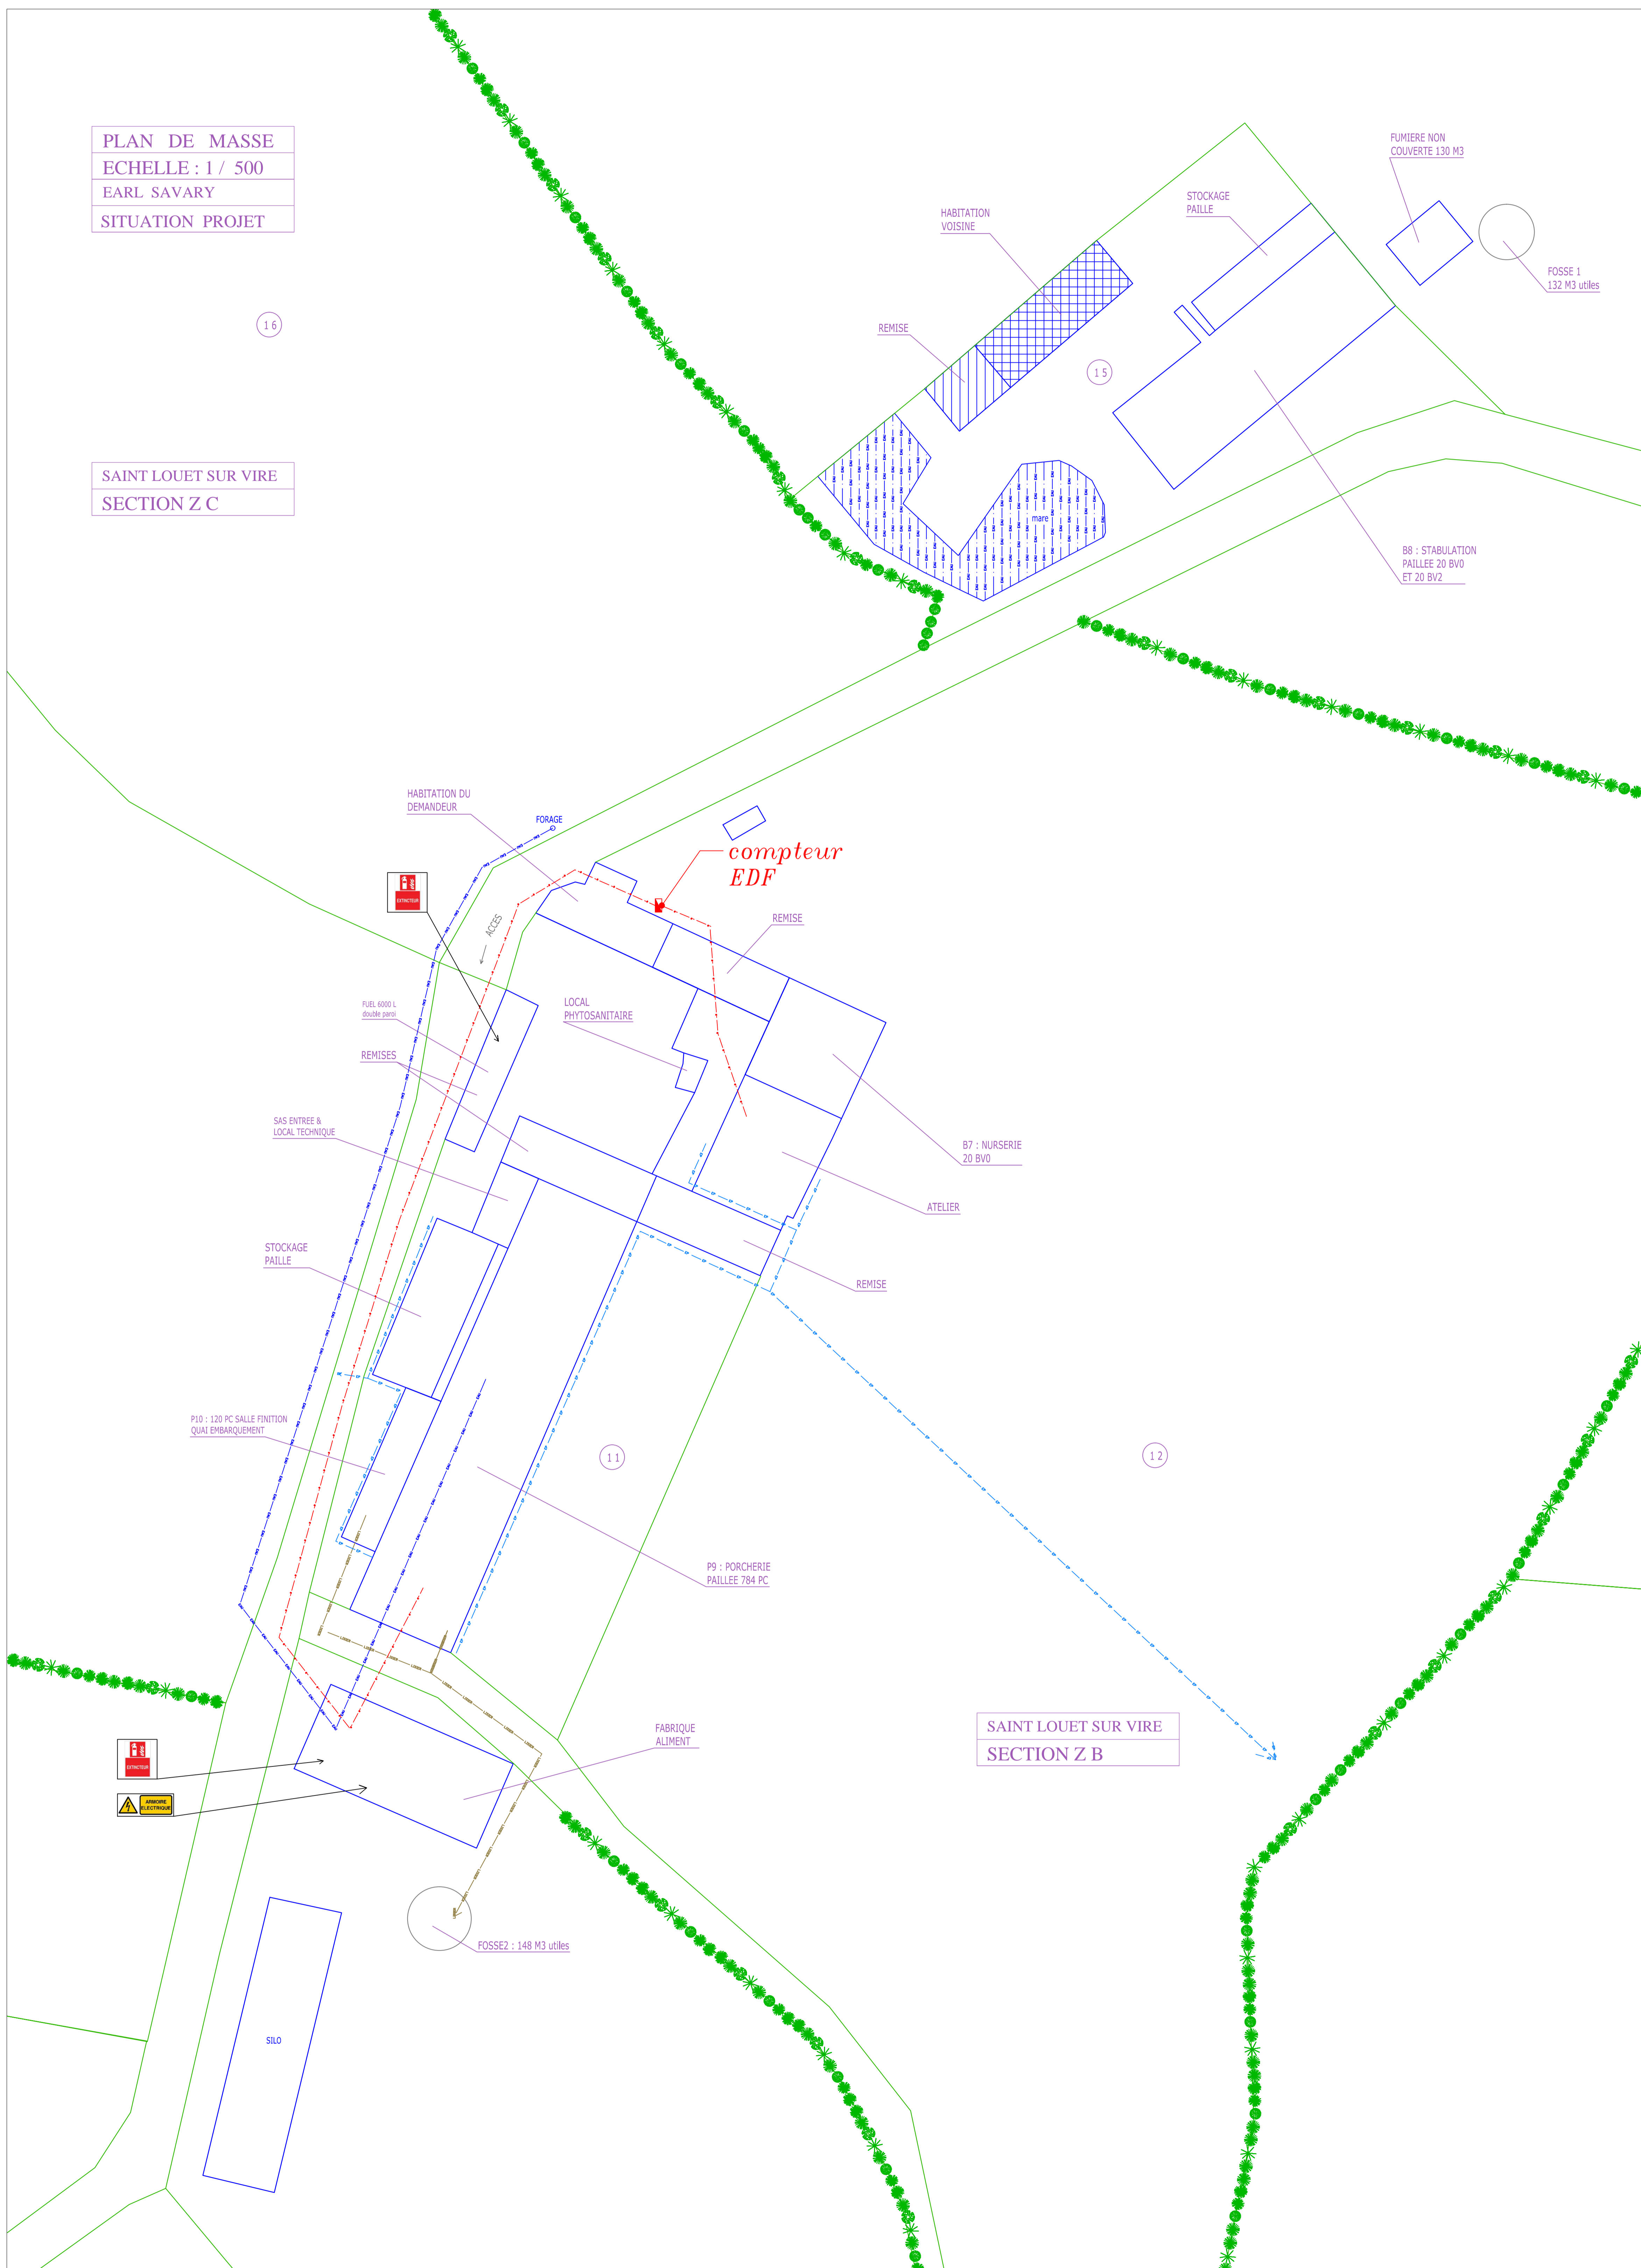 PLAN DE MASSE
ECHELLE : 1 / 500
EARL SAVARY
SITUATION PROJET
16
SAINT LOUET SUR VIRE
SECTION Z C
FUMIERE NON
COUVERTE 130 M3
STOCKAGE
PAILLE
HABITATION
VOISINE
FOSSE 1
132 M3 utiles
REMISE
15
mare
B8 : STABULATION
PAILLEE 20 BV0
ET 20 BV2
HABITATION DU
DEMANDEUR
FORAGE
compteur
EDF
EXTINCTEUR
ACCES
REMISE
FUEL 6000 L
double paroi
LOCAL
PHYTOSANITAIRE
REMISES
SAS ENTREE &
LOCAL TECHNIQUE
B7 : NURSERIE
20 BV0
ATELIER
STOCKAGE
PAILLE
REMISE
P10 : 120 PC SALLE FINITION
QUAI EMBARQUEMENT
11
12
P9 : PORCHERIE
PAILLEE 784 PC
FABRIQUE
ALIMENT
SAINT LOUET SUR VIRE
SECTION Z B
EXTINCTEUR
ARMOIRE
ELECTRIQUE
FOSSE2 : 148 M3 utiles
SILO